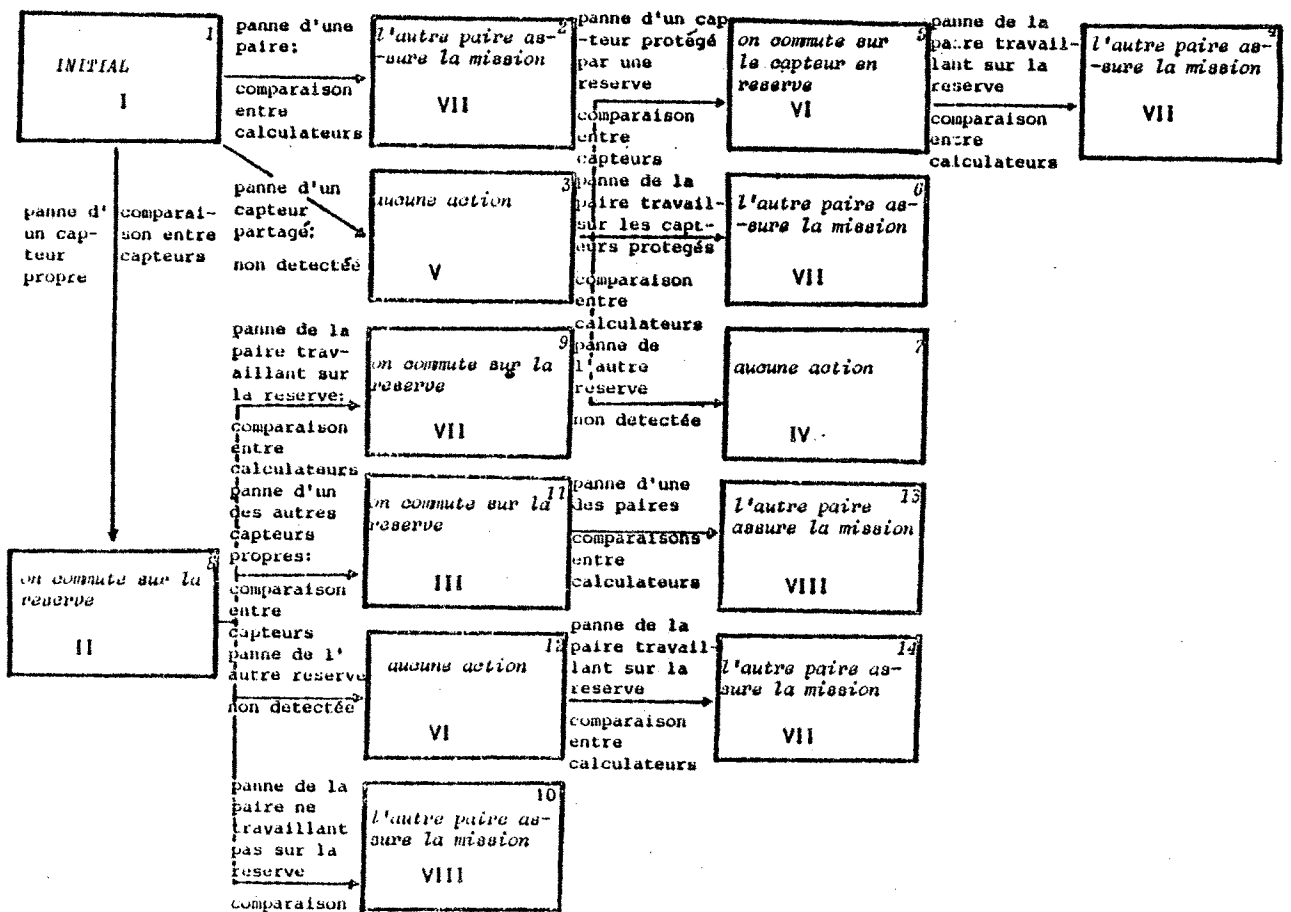 1
INITIAL
I
panne d'une
paire;
comparaison
entre
calculateurs
2
l'autre paire as-
-sure la mission
VII
panne d'un cap
-teur protégé
par une
reserve
comparaison
entre
capteurs
5
on commute sur
le capteur en
reserve
VI
panne de la
paire travail-
lant sur la
reserve
comparaison
entre
calculateurs
4
l'autre paire as-
-sure la mission
VII
panne d'un
capteur
partagé;
non detectée
3
aucune action
V
panne de la
paire travail-
sur les capt-
eurs protegés
comparaison
entre
calculateurs
6
l'autre paire as-
-sure la mission
VII
panne de
l'autre
reserve
non detectée
7
aucune action
IV
panne d'
un cap-
teur
propre
comparai-
son entre
capteurs
8
on commute sur la
reserve
II
panne de la
paire trav-
aillant sur
la reserve;
comparaison
entre
calculateurs
9
on commute sur la
reserve
VII
panne d'un
des autres
capteurs
propres:
comparaison
entre
capteurs
11
on commute sur la
reserve
III
panne d'une
des paires
comparaisons
entre
calculateurs
13
l'autre paire
assure la mission
VIII
panne de l'
autre reserve
non detectée
12
aucune action
VI
panne de la
paire travail-
lant sur la
reserve
comparaison
entre
calculateurs
14
l'autre paire as-
sure la mission
VII
panne de la
paire ne
travaillant
pas sur la
reserve
comparaison
10
l'autre paire as-
sure la mission
VIII